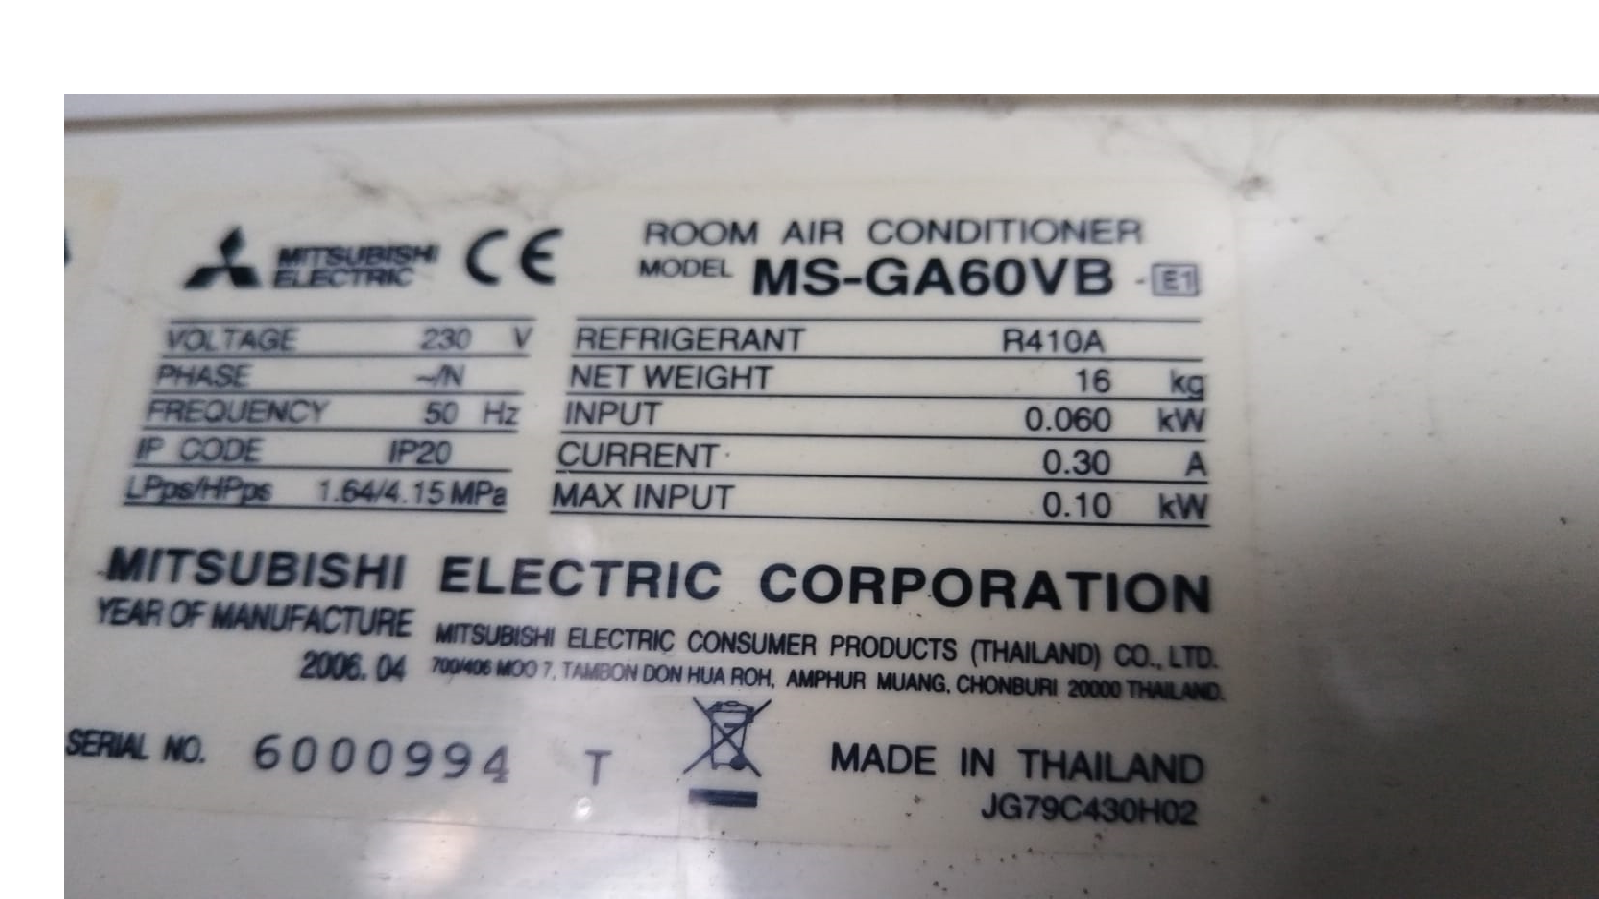 MITSUBISHI
ELECTRIC
CE
ROOM AIR CONDITIONER
MODEL MS-GA60VB - E1
VOLTAGE 230 V
PHASE ~/N
FREQUENCY 50 Hz
IP CODE IP20
LPps/HPps 1.64/4.15 MPa
REFRIGERANT R410A
NET WEIGHT 16 kg
INPUT 0.060 kW
CURRENT 0.30 A
MAX INPUT 0.10 kW
MITSUBISHI ELECTRIC CORPORATION
YEAR OF MANUFACTURE
2006.04
MITSUBISHI ELECTRIC CONSUMER PRODUCTS (THAILAND) CO., LTD.
700/406 MOO 7, TAMBON DON HUA ROH, AMPHUR MUANG, CHONBURI 20000 THAILAND.
SERIAL NO. 6000994 T
MADE IN THAILAND
JG79C430H02